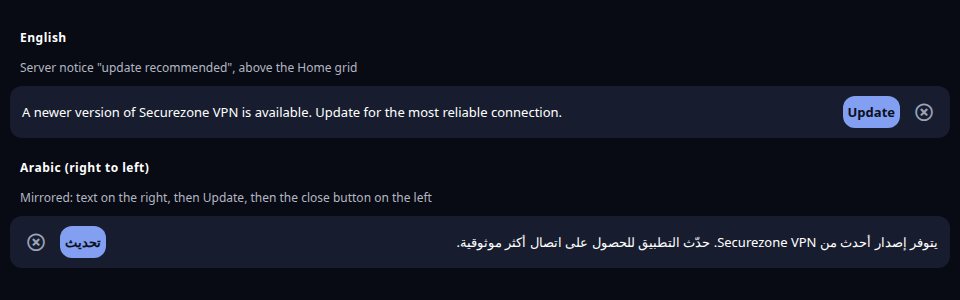 English
Server notice "update recommended", above the Home grid
A newer version of Securezone VPN is available. Update for the most reliable connection.
Update
Arabic (right to left)
Mirrored: text on the right, then Update, then the close button on the left
يتوفر إصدار أحدث من Securezone VPN. حدّث التطبيق للحصول على اتصال أكثر موثوقية.
تحديث